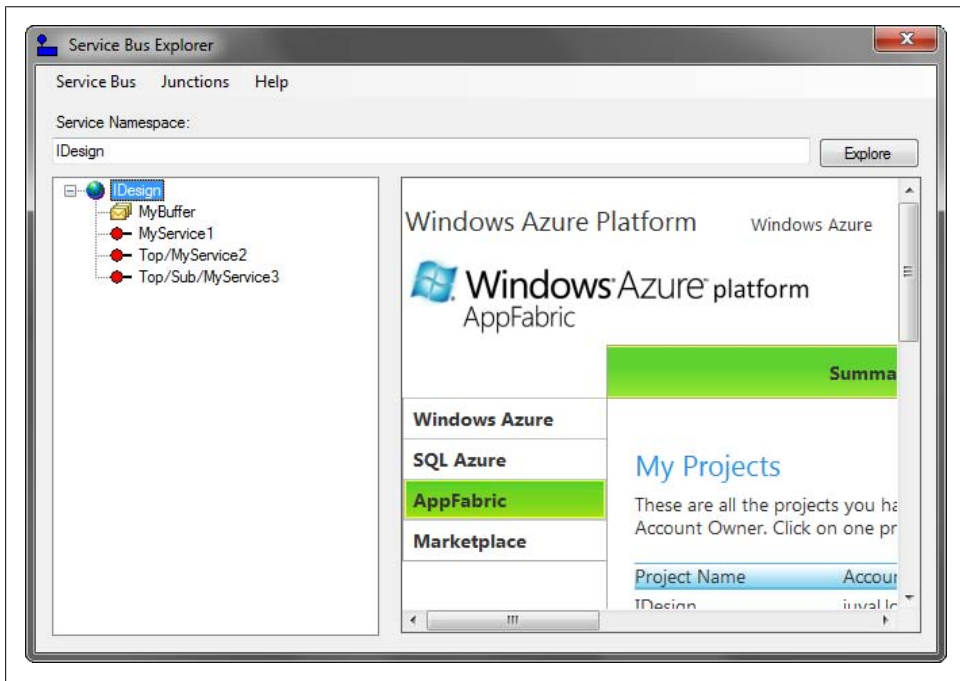 Service Bus Explorer
Service Bus Junctions Help
Service Namespace:
IDesign
Explore
IDesign
MyBuffer
MyService1
Top/MyService2
Top/Sub/MyService3
Windows Azure Platform Windows Azure
Windows Azure platform
AppFabric
Summa
Windows Azure
SQL Azure
AppFabric
Marketplace
My Projects
These are all the projects you ha
Account Owner. Click on one pr
Project Name Accour
IDesign